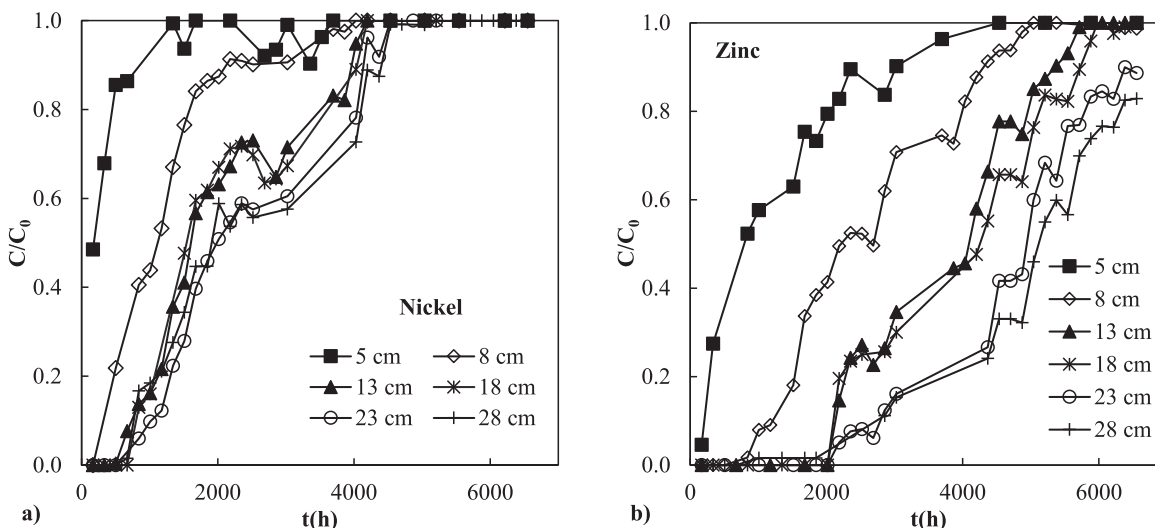 1.0
0.8
0.6
0.4
0.2
0.0
C/C0
0 2000 4000 6000
t(h)
a)
Nickel
5 cm 8 cm
13 cm 18 cm
23 cm 28 cm
1.0
0.8
0.6
0.4
0.2
0.0
C/C0
0 2000 4000 6000
t(h)
b)
Zinc
5 cm
8 cm
13 cm
18 cm
23 cm
28 cm